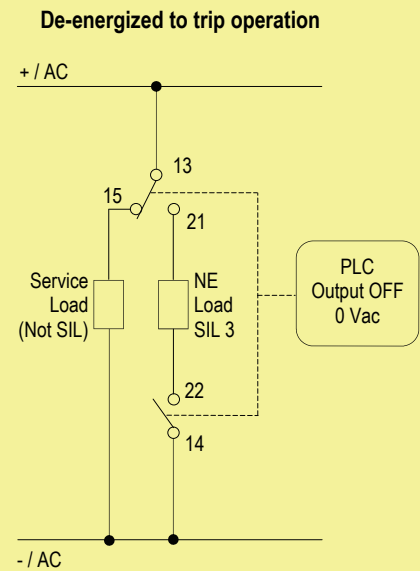 De-energized to trip operation
+ / AC
13
15
21
Service
Load
(Not SIL)
NE
Load
SIL 3
PLC
Output OFF
0 Vac
22
14
- / AC